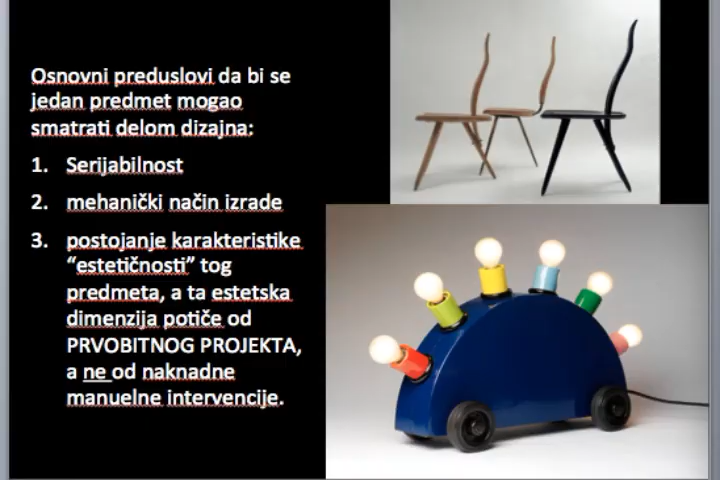 Osnovni preduslovi da bi se
jedan predmet mogao
smatrati delom dizajna:
1. Serijabilnost
2. mehanički način izrade
3. postojanje karakteristike
“estetičnosti” tog
predmeta, a ta estetska
dimenzija potiče od
PRVOBITNOG PROJEKTA,
a ne od naknadne
manuelne intervencije.